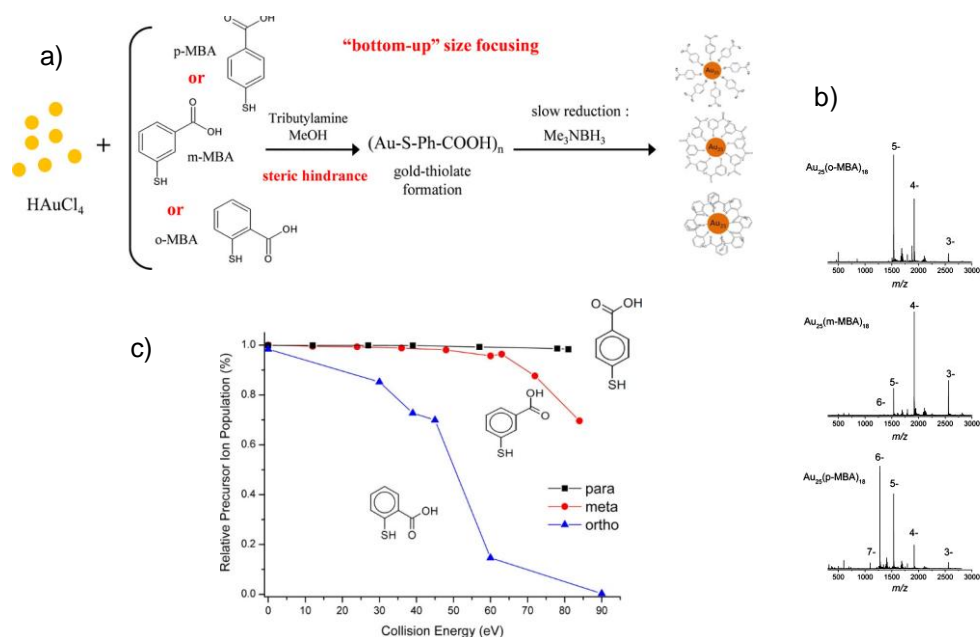 a)
O
OH
p-MBA
SH
or
O
OH
m-MBA
SH
or
o-MBA
OH
SH
O
HAuCl4
+
"bottom-up" size focusing
Tributylamine
MeOH
steric hindrance
(Au-S-Ph-COOH)n
gold-thiolate
formation
slow reduction :
Me3NBH3
b)
Au25(o-MBA)18
5-
4-
3-
500 1000 1500 2000 2500 3000
m/z
Au25(m-MBA)18
4-
5-
6-
3-
500 1000 1500 2000 2500 3000
m/z
Au25(p-MBA)18
6-
5-
4-
7-
3-
500 1000 1500 2000 2500 3000
m/z
c)
Relative Precursor Ion Population (%)
1.0
0.8
0.6
0.4
0.2
0.0
0 10 20 30 40 50 60 70 80 90
Collision Energy (eV)
para
meta
ortho
O
OH
SH
OH
O
SH
OH
SH
O